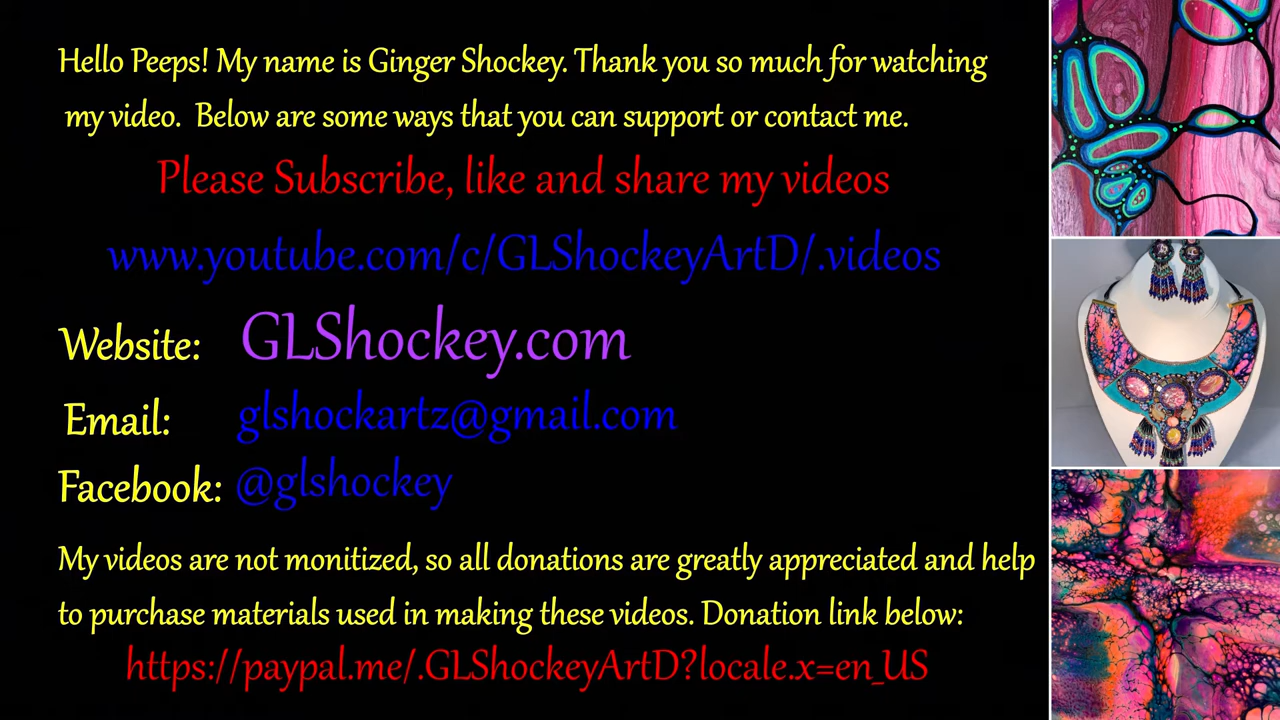 Hello Peeps! My name is Ginger Shockey. Thank you so much for watching
my video. Below are some ways that you can support or contact me.
Please Subscribe, like and share my videos
www.youtube.com/c/GLShockeyArtD/.videos
Website: GLShockey.com
Email: glshockartz@gmail.com
Facebook: @glshockey
My videos are not monitized, so all donations are greatly appreciated and help
to purchase materials used in making these videos. Donation link below:
https://paypal.me/.GLShockeyArtD?locale.x=en_US